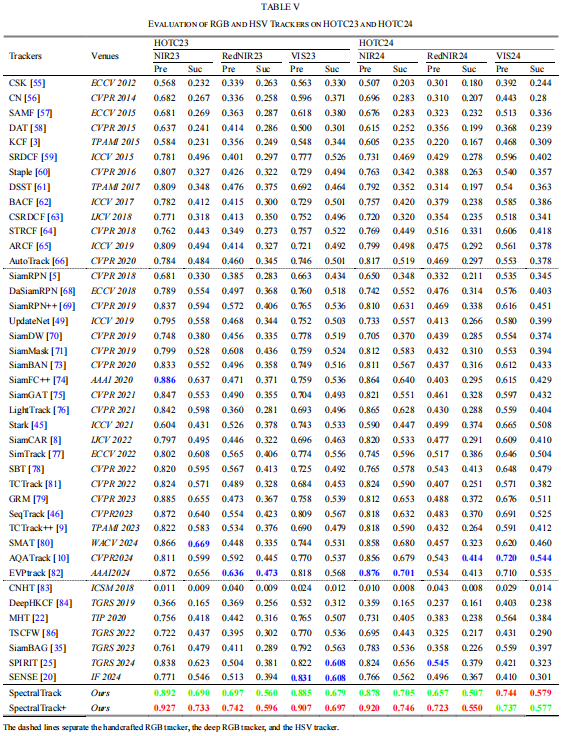 TABLE V
EVALUATION OF RGB AND HSV TRACKERS ON HOTC23 AND HOTC24
Trackers Venues HOTC23 HOTC24
NIR23 RedNIR23 VIS23 NIR24 RedNIR24 VIS24
Pre Suc Pre Suc Pre Suc Pre Suc Pre Suc Pre Suc
CSK [55] ECCV 2012 0.568 0.232 0.339 0.263 0.563 0.330 0.507 0.203 0.301 0.180 0.392 0.244
CN [56] CVPR 2014 0.682 0.267 0.336 0.258 0.596 0.371 0.696 0.283 0.310 0.207 0.443 0.28
SAMF [57] ECCV 2015 0.681 0.269 0.363 0.287 0.618 0.380 0.676 0.283 0.323 0.232 0.513 0.336
DAT [58] CVPR 2015 0.637 0.241 0.414 0.286 0.500 0.301 0.615 0.252 0.356 0.199 0.368 0.239
KCF [3] TPAMI 2015 0.584 0.231 0.356 0.249 0.548 0.344 0.605 0.235 0.220 0.167 0.468 0.309
SRDCF [59] ICCV 2015 0.781 0.496 0.401 0.297 0.777 0.526 0.731 0.469 0.429 0.278 0.596 0.402
Staple [60] CVPR 2016 0.807 0.327 0.426 0.322 0.729 0.494 0.763 0.342 0.388 0.263 0.540 0.357
DSST [61] TPAMI 2017 0.809 0.348 0.476 0.375 0.692 0.464 0.792 0.352 0.314 0.197 0.54 0.363
BACF [62] ICCV 2017 0.782 0.412 0.415 0.300 0.729 0.501 0.757 0.420 0.379 0.238 0.585 0.386
CSRDCF [63] IJCV 2018 0.771 0.318 0.413 0.350 0.752 0.496 0.720 0.320 0.354 0.235 0.518 0.341
STRCF [64] CVPR 2018 0.762 0.443 0.349 0.273 0.757 0.522 0.769 0.449 0.516 0.331 0.606 0.418
ARCF [65] ICCV 2019 0.809 0.494 0.414 0.327 0.721 0.492 0.799 0.498 0.475 0.292 0.561 0.378
AutoTrack [66] CVPR 2020 0.784 0.484 0.460 0.345 0.746 0.501 0.817 0.519 0.469 0.297 0.553 0.378
SiamRPN [5] CVPR 2018 0.681 0.330 0.385 0.283 0.663 0.434 0.650 0.348 0.332 0.211 0.535 0.345
DaSiamRPN [68] ECCV 2018 0.789 0.554 0.497 0.368 0.760 0.518 0.742 0.552 0.476 0.314 0.576 0.403
SiamRPN++ [69] CVPR 2019 0.837 0.594 0.572 0.406 0.765 0.536 0.810 0.631 0.469 0.338 0.616 0.451
UpdateNet [49] ICCV 2019 0.795 0.558 0.468 0.344 0.752 0.503 0.733 0.557 0.413 0.266 0.580 0.399
SiamDW [70] CVPR 2019 0.748 0.380 0.456 0.335 0.778 0.519 0.705 0.370 0.439 0.285 0.554 0.374
SiamMask [71] CVPR 2019 0.799 0.528 0.608 0.436 0.759 0.524 0.812 0.583 0.432 0.310 0.553 0.394
SiamBAN [73] CVPR 2020 0.833 0.552 0.496 0.358 0.749 0.516 0.811 0.567 0.437 0.316 0.612 0.433
SiamFC++ [74] AAAI 2020 0.886 0.637 0.471 0.371 0.759 0.536 0.864 0.640 0.403 0.295 0.615 0.429
SiamGAT [75] CVPR 2021 0.847 0.553 0.490 0.355 0.704 0.493 0.821 0.551 0.461 0.328 0.597 0.432
LightTrack [76] CVPR 2021 0.842 0.598 0.360 0.281 0.693 0.490 0.865 0.628 0.430 0.288 0.559 0.404
Stark [45] ICCV 2021 0.604 0.431 0.526 0.378 0.743 0.533 0.590 0.447 0.499 0.374 0.665 0.508
SiamCAR [8] IJCV 2022 0.797 0.495 0.446 0.322 0.696 0.463 0.820 0.533 0.477 0.291 0.609 0.410
SimTrack [77] ECCV 2022 0.802 0.608 0.565 0.406 0.774 0.556 0.745 0.595 0.517 0.386 0.646 0.504
SBT [78] CVPR 2022 0.820 0.595 0.567 0.413 0.725 0.492 0.765 0.578 0.543 0.413 0.648 0.479
TCTrack [81] CVPR 2022 0.824 0.571 0.489 0.328 0.684 0.453 0.824 0.590 0.407 0.251 0.571 0.382
GRM [79] CVPR 2023 0.885 0.655 0.473 0.367 0.758 0.539 0.812 0.653 0.488 0.372 0.676 0.511
SeqTrack [46] CVPR2023 0.872 0.640 0.554 0.423 0.809 0.567 0.818 0.632 0.483 0.370 0.691 0.525
TCTrack++ [9] TPAMI 2023 0.822 0.583 0.534 0.376 0.690 0.479 0.818 0.590 0.432 0.264 0.591 0.412
SMAT [80] WACV 2024 0.866 0.669 0.448 0.335 0.744 0.531 0.858 0.680 0.457 0.323 0.620 0.460
AQATrack [10] CVPR2024 0.811 0.599 0.592 0.445 0.770 0.537 0.856 0.679 0.543 0.414 0.720 0.544
EVPtrack [82] AAAI2024 0.872 0.656 0.636 0.473 0.818 0.568 0.876 0.701 0.534 0.413 0.710 0.535
CNHT [83] ICSM 2018 0.011 0.009 0.040 0.009 0.024 0.012 0.010 0.008 0.043 0.008 0.029 0.014
DeepHKCF [84] TGRS 2019 0.366 0.165 0.369 0.256 0.532 0.312 0.359 0.165 0.237 0.161 0.403 0.238
MHT [22] TIP 2020 0.756 0.418 0.442 0.316 0.765 0.507 0.731 0.405 0.383 0.238 0.564 0.384
TSCFW [86] TGRS 2022 0.722 0.437 0.395 0.302 0.770 0.536 0.695 0.443 0.325 0.217 0.431 0.290
SiamBAG [35] TGRS 2023 0.761 0.479 0.411 0.289 0.792 0.563 0.783 0.536 0.358 0.226 0.559 0.397
SPIRIT [25] TGRS 2024 0.838 0.623 0.504 0.381 0.822 0.608 0.824 0.656 0.545 0.379 0.421 0.323
SENSE [20] IF 2024 0.771 0.546 0.513 0.394 0.831 0.608 0.766 0.562 0.496 0.367 0.410 0.301
SpectralTrack Ours 0.892 0.690 0.697 0.560 0.885 0.679 0.878 0.705 0.657 0.507 0.744 0.579
SpectralTrack+ Ours 0.927 0.733 0.742 0.596 0.907 0.697 0.920 0.746 0.723 0.550 0.737 0.577
The dashed lines separate the handcrafted RGB tracker, the deep RGB tracker, and the HSV tracker.